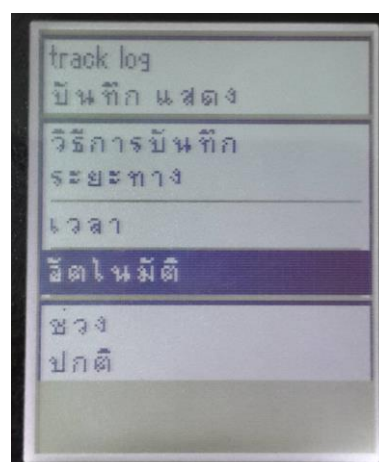 track log
บันทึก แสดง
วิธีการบันทึก
ระยะทาง
เวลา
อัตโนมัติ
ช่วง
ปกติ